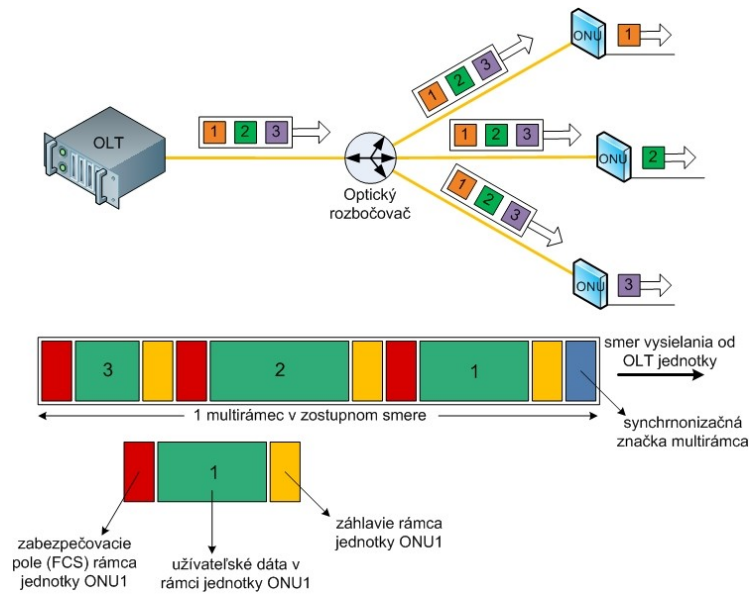 OLT
1 2 3
Optický
rozbočovač
1 2 3
1 2 3
1 2 3
ONU
1
ONU
2
ONU
3
3
2
1
smer vysielania od
OLT jednotky
1 multirámec v zostupnom smere
synchrnonizačná
značka multirámca
1
zabezpečovacie
pole (FCS) rámca
jednotky ONU1
užívateľské dáta v
rámci jednotky ONU1
záhlavie rámca
jednotky ONU1